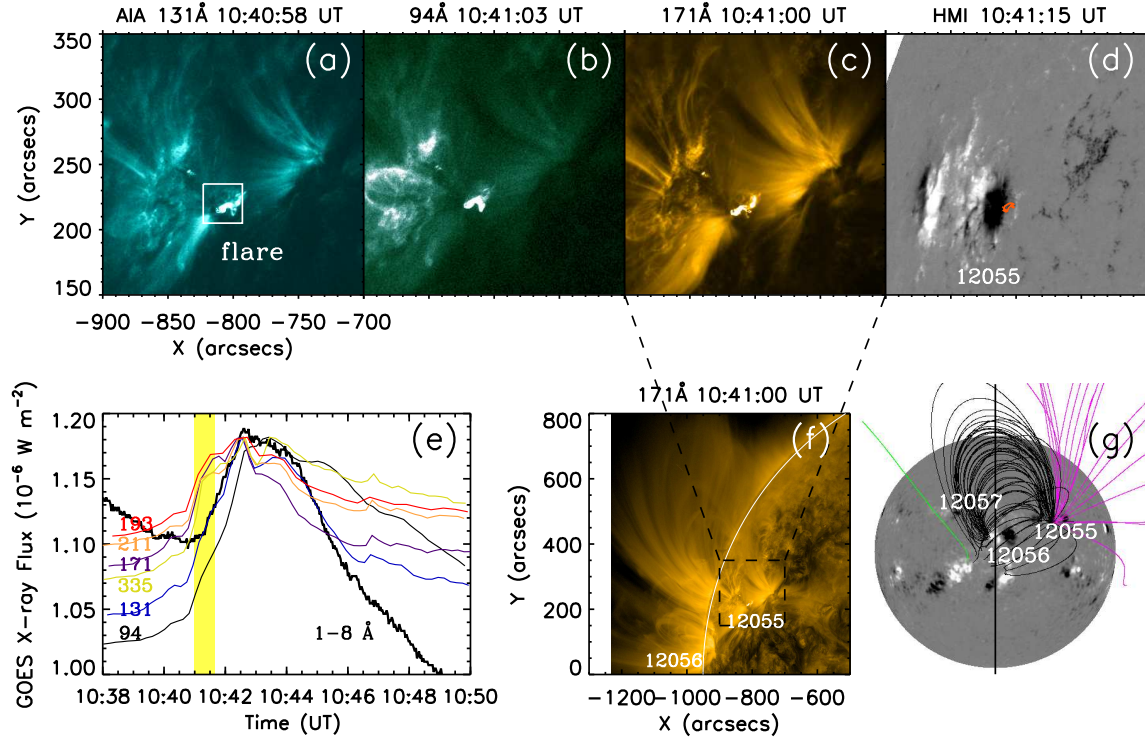 AIA 131Å 10:40:58 UT
94Å 10:41:03 UT
171Å 10:41:00 UT
HMI 10:41:15 UT
350
300
250
200
150
Y (arcsecs)
(a)
flare
(b)
(c)
(d)
12055
-900 -850 -800 -750 -700
X (arcsecs)
GOES X-ray Flux (10-6 W m-2)
1.20
1.15
1.10
1.05
1.00
(e)
193
211
171
335
131
94
1-8 Å
10:38 10:40 10:42 10:44 10:46 10:48 10:50
Time (UT)
171Å 10:41:00 UT
800
600
400
200
0
Y (arcsecs)
(f)
12055
12056
-1200 -1000 -800 -600
X (arcsecs)
(g)
12057
12055
12056